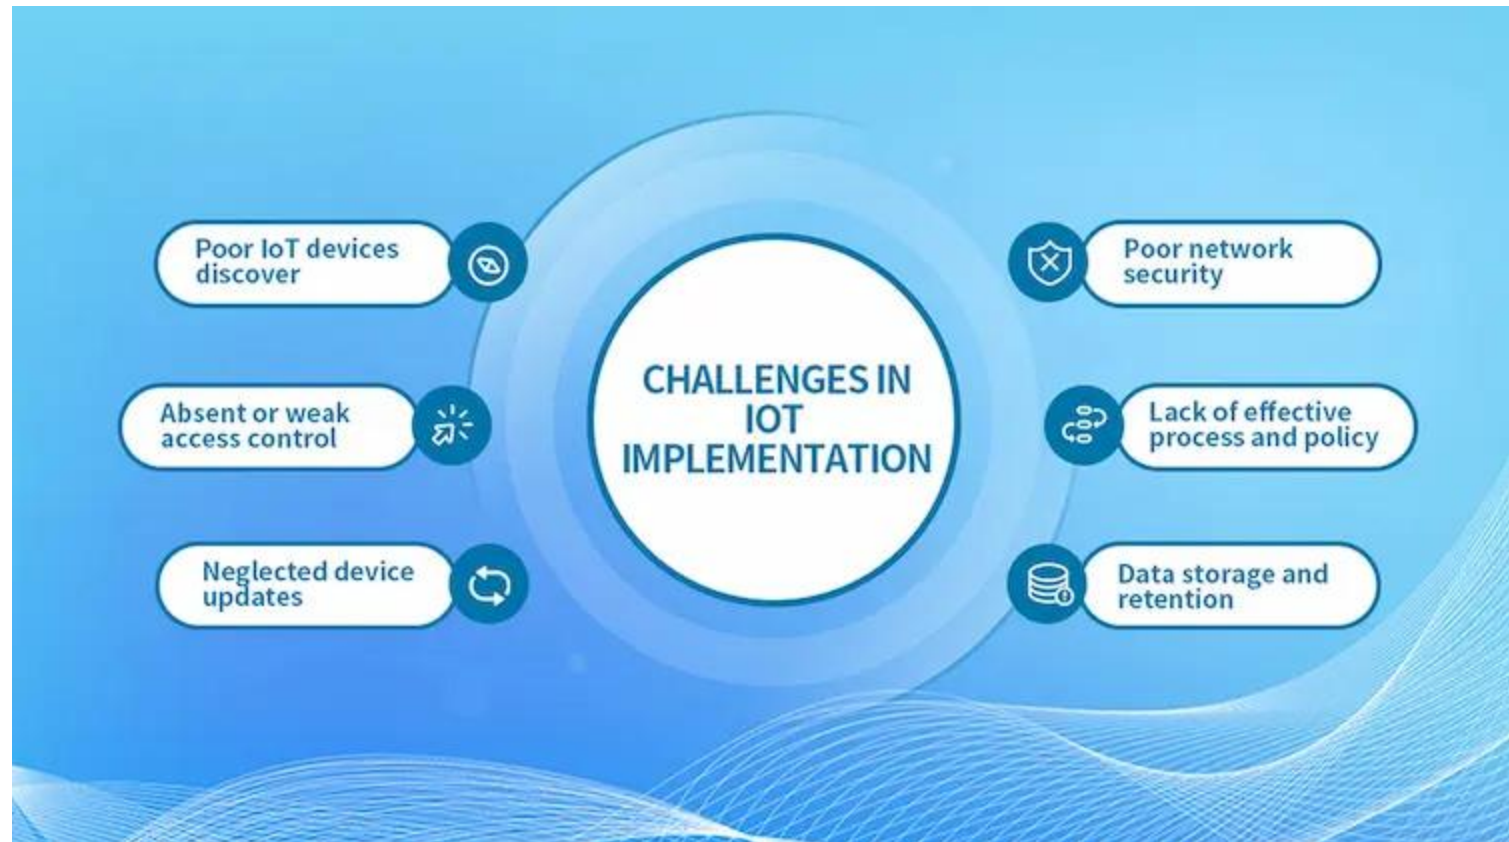 Poor IoT devices
discover
Absent or weak
access control
Neglected device
updates
CHALLENGES IN
IOT
IMPLEMENTATION
Poor network
security
Lack of effective
process and policy
Data storage and
retention